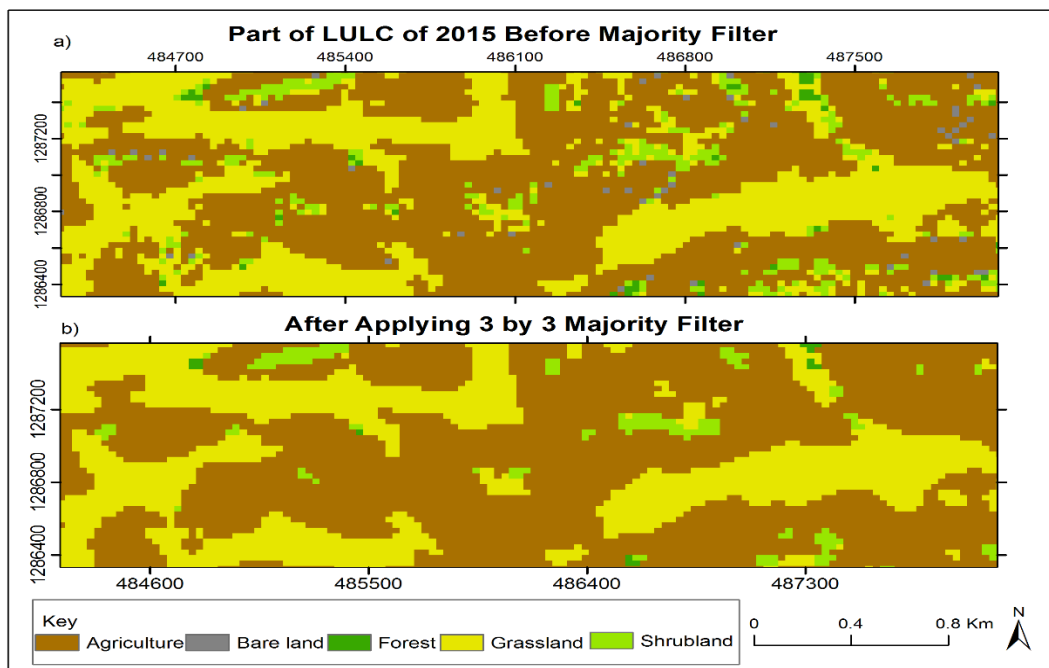 a)
Part of LULC of 2015 Before Majority Filter
484700 485400 486100 486800 487500
1287200
1286800
1286400
b)
After Applying 3 by 3 Majority Filter
1287200
1286800
1286400
484600 485500 486400 487300
Key
Agriculture Bare land Forest Grassland Shrubland
0 0.4 0.8 Km
N